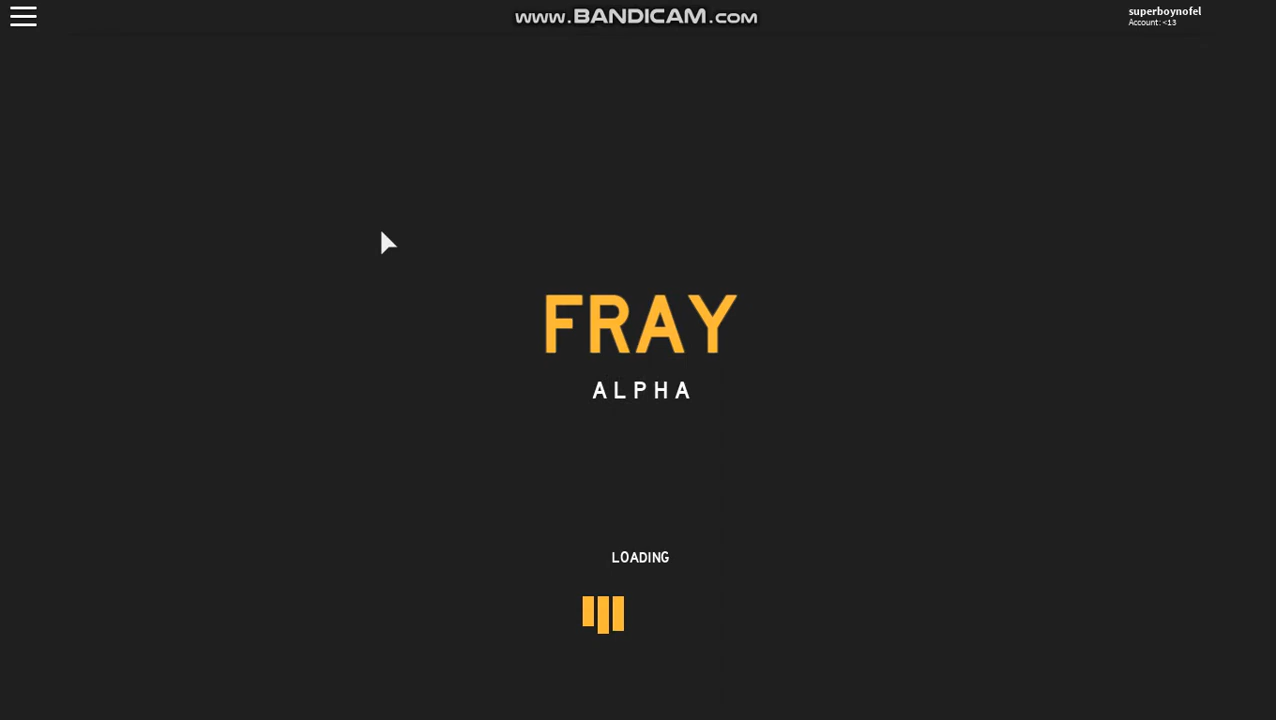 www.BANDICAM.com
superboynofel
Account: <13
FRAY
ALPHA
LOADING